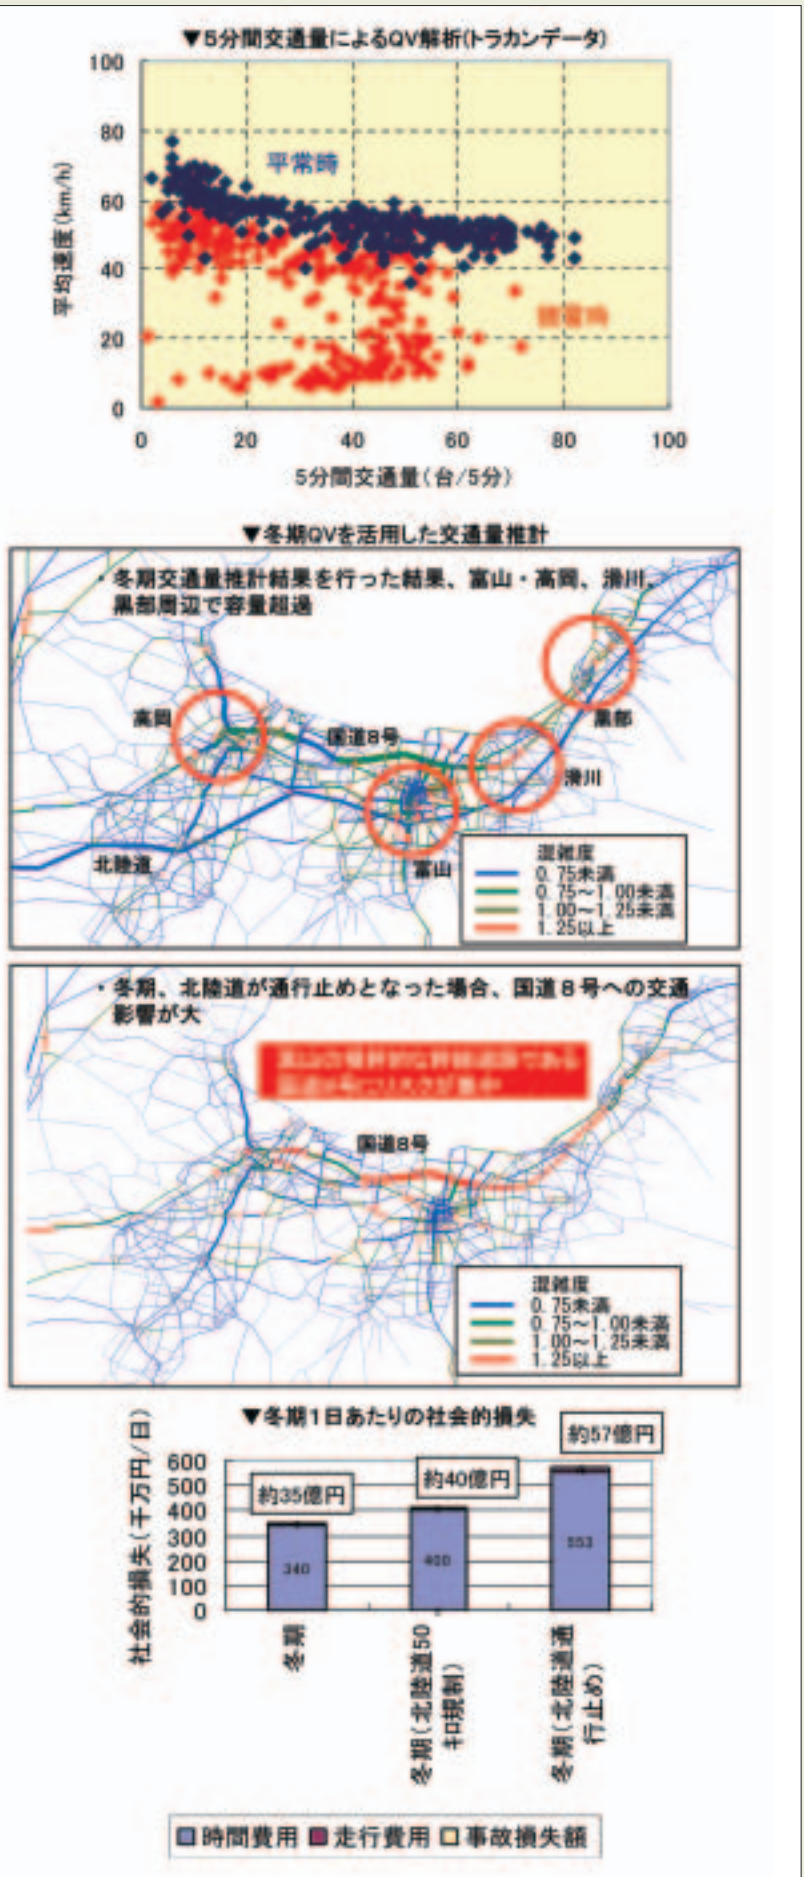 ▼5分間交通量によるQV解析(トラカンデータ)
100
80
60
40
20
0
平均速度(km/h)
平常時
0 20 40 60 80 100
5分間交通量(台/5分)
▼冬期QVを活用した交通量推計
・冬期交通量推計結果を行った結果、富山・高岡、滑川、
黒部周辺で容量超過
高岡
国道8号
黒部
滑川
北陸道
富山
混雑度
0.75未満
0.75~1.00未満
1.00~1.25未満
1.25以上
・冬期、北陸道が通行止めとなった場合、国道8号への交通
影響が大
国道8号
混雑度
0.75未満
0.75~1.00未満
1.00~1.25未満
1.25以上
▼冬期1日あたりの社会的損失
社会的損失(千万円/日)
600
500
400
300
200
100
0
約35億円
約40億円
約57億円
340
400
553
冬期
冬期(北陸道50
キロ規制)
冬期(北陸道通
行止め)
時間費用 走行費用 事故損失額